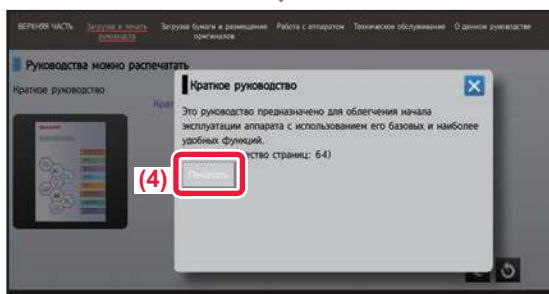 ВЕРХНЯЯ ЧАСТЬ
Загрузка и печать
руководств
Загрузка бумаги и размещение
оригиналов
Работа с аппаратом
Техническое обслуживание
О данном руководстве
Руководства можно распечатать
Краткое руководство
Крат
Краткое руководство
Это руководство предназначено для облегчения начала
эксплуатации аппарата с использованием его базовых и наиболее
удобных функций.
ество страниц: 64)
(4)
Печатать